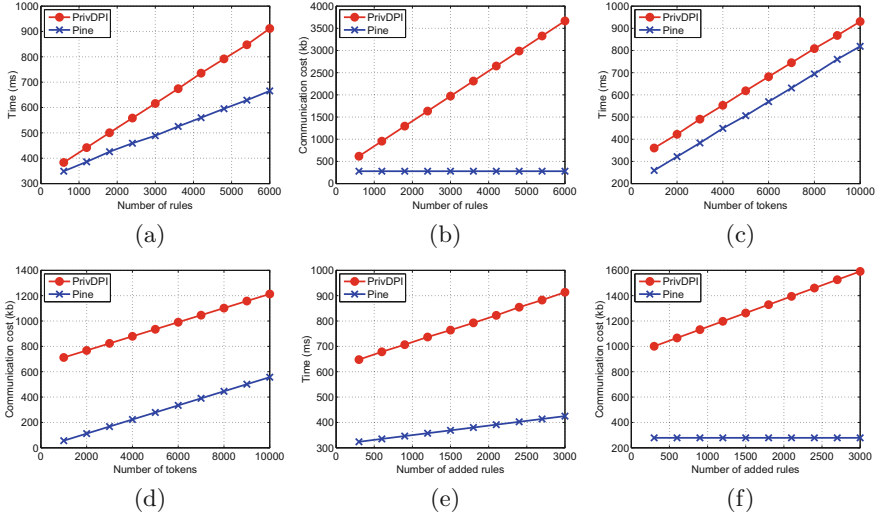 PrivDPI
Pine
Time (ms)
1000
900
800
700
600
500
400
300
0 1000 2000 3000 4000 5000 6000
Number of rules
(a)
PrivDPI
Pine
Communication cost (kb)
4000
3500
3000
2500
2000
1500
1000
500
0
0 1000 2000 3000 4000 5000 6000
Number of rules
(b)
PrivDPI
Pine
Time (ms)
1000
900
800
700
600
500
400
300
200
0 2000 4000 6000 8000 10000
Number of tokens
(c)
PrivDPI
Pine
Communication cost (kb)
1400
1200
1000
800
600
400
200
0
0 2000 4000 6000 8000 10000
Number of tokens
(d)
PrivDPI
Pine
Time (ms)
1000
900
800
700
600
500
400
300
0 500 1000 1500 2000 2500 3000
Number of added rules
(e)
PrivDPI
Pine
Communication cost (kb)
1600
1400
1200
1000
800
600
400
200
0 500 1000 1500 2000 2500 3000
Number of added rules
(f)